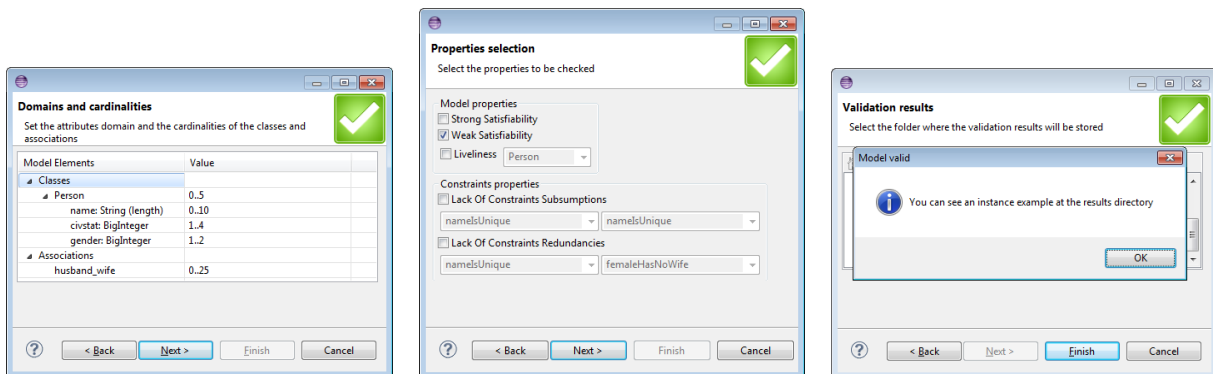 Domains and cardinalities
Set the attributes domain and the cardinalities of the classes and
associations
Model Elements Value
Classes
Person 0..5
name: String (length) 0..10
civstat: BigInteger 1..4
gender: BigInteger 1..2
Associations
husband_wife 0..25
? < Back Next > Finish Cancel
Properties selection
Select the properties to be checked
Model properties
Strong Satisfiability
Weak Satisfiability
Liveliness Person
Constraints properties
Lack Of Constraints Subsumptions
nameIsUnique nameIsUnique
Lack Of Constraints Redundancies
nameIsUnique femaleHasNoWife
? < Back Next > Finish Cancel
Validation results
Select the folder where the validation results will be stored
Model valid
You can see an instance example at the results directory
OK
? < Back Next > Finish Cancel